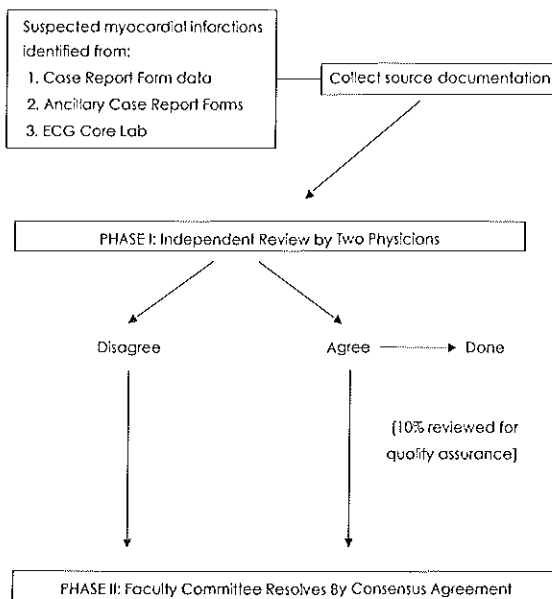 Suspected myocardial infarctions
identified from:
1. Case Report Form data
2. Ancillary Case Report Forms
3. ECG Core Lab
Collect source documentation
PHASE I: Independent Review by Two Physicians
Disagree
Agree
Done
(10% reviewed for
quality assurance)
PHASE II: Faculty Committee Resolves By Consensus Agreement